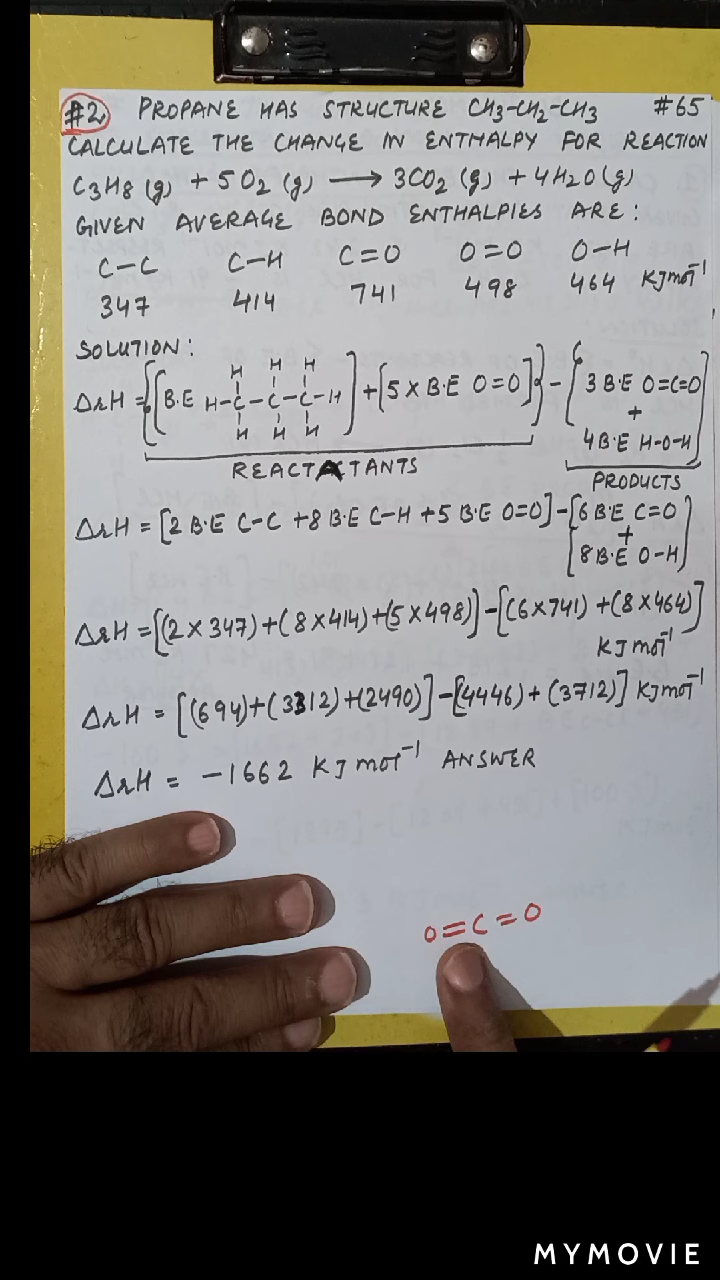 #2 PROPANE HAS STRUCTURE CH3-CH2-CH3 #65
CALCULATE THE CHANGE IN ENTHALPY FOR REACTION
C3H8(g) + 5O2(g) ⟶ 3CO2(g) + 4H2O(g)
GIVEN AVERAGE BOND ENTHALPIES ARE:
C-C C-H C=O O=O O-H
347 414 741 498 464 KJmol⁻¹
SOLUTION:
H H H
ΔrH = {[B.E H-C-C-C-H] + [5 X B.E O=O]} - [3 B.E O=C=O
H H H
+
4 B.E H-O-H]
REACTATANTS
PRODUCTS
ΔrH = [2 B.E C-C + 8 B.E C-H + 5 B.E O=O] - [6 B.E C=O
+
[8 B.E O-H]
ΔrH = [(2 X 347) + (8 X 414) + (5 X 498)] - [(6 X 741) + (8 X 464)]
KJ mol⁻¹
ΔrH = [(694) + (3312) + (2490)] - [4446) + (3712)] KJmol⁻¹
ΔrH = -1662 KJ mol⁻¹ ANSWER
O=C=O
MYMOVIE